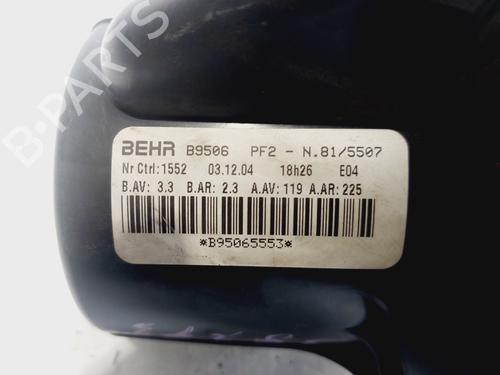 B-PARTS
BEHR B9506 PF2 - N.81/5507
Nr Ctrl:1552 03.12.04 18h26 E04
B.AV: 3.3 B.AR: 2.3 A.AV: 119 A.AR: 225
*B95065553*